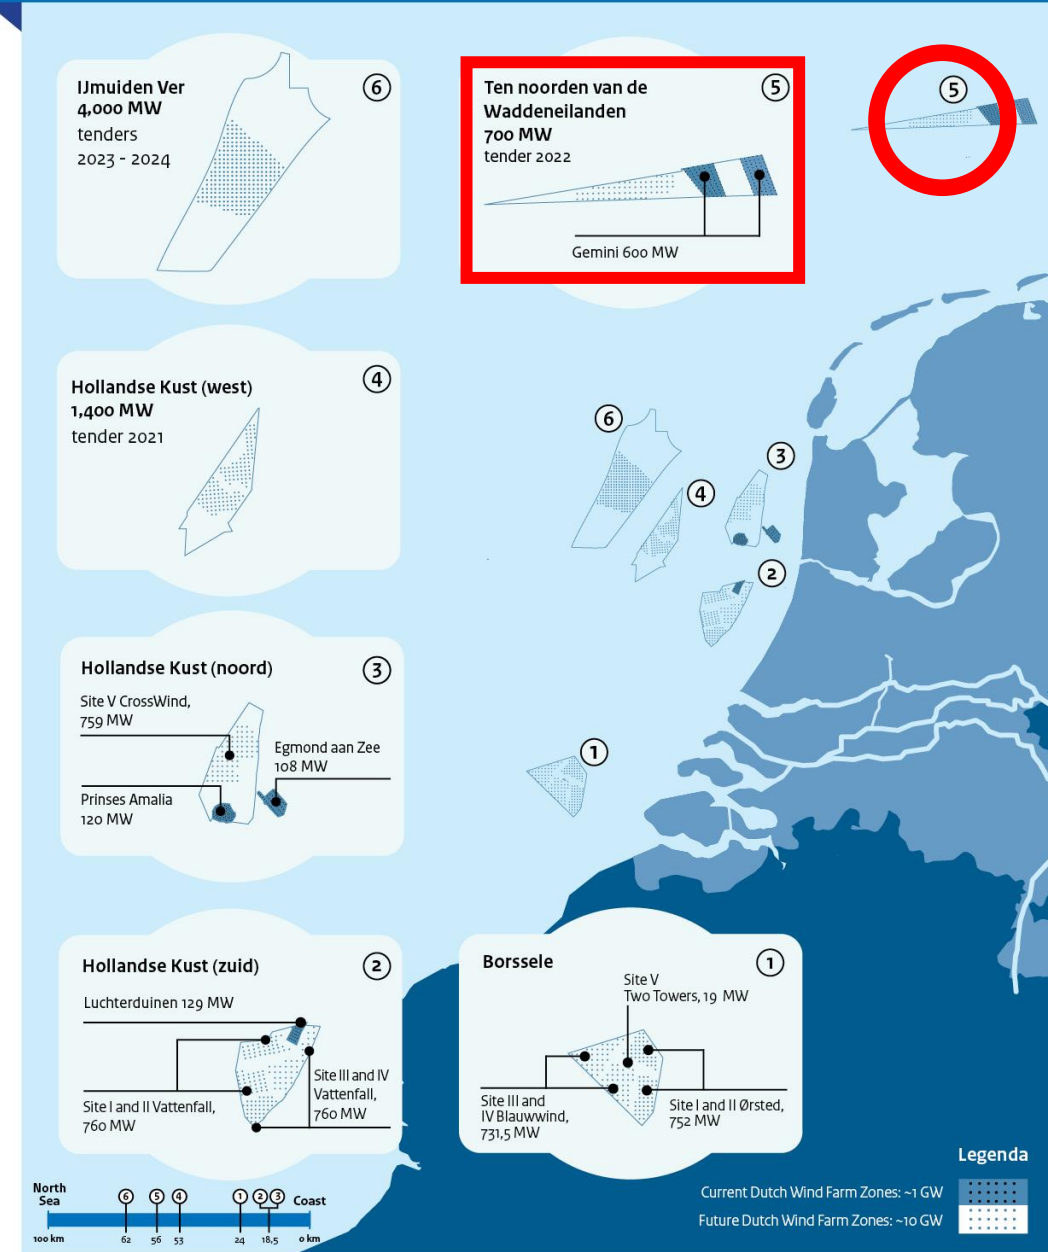 IJmuiden Ver
4,000 MW
tenders
2023 - 2024
6
Ten noorden van de
Waddeneilanden
700 MW
tender 2022
5
Gemini 600 MW
5
Hollandse Kust (west)
1,400 MW
tender 2021
4
6
3
4
2
1
Hollandse Kust (noord)
3
Site V CrossWind,
759 MW
Egmond aan Zee
108 MW
Prinses Amalia
120 MW
Hollandse Kust (zuid)
2
Luchterduinen 129 MW
Site III and IV
Vattenfall,
760 MW
Site I and II Vattenfall,
760 MW
Borssele
1
Site V
Two Towers, 19 MW
Site III and
IV Blauwwind,
731,5 MW
Site I and II Ørsted,
752 MW
Legenda
Current Dutch Wind Farm Zones: ~1 GW
Future Dutch Wind Farm Zones: ~10 GW
North
Sea
6 5 4 1 2 3
Coast
100 km 62 56 53 24 18,5 0 km